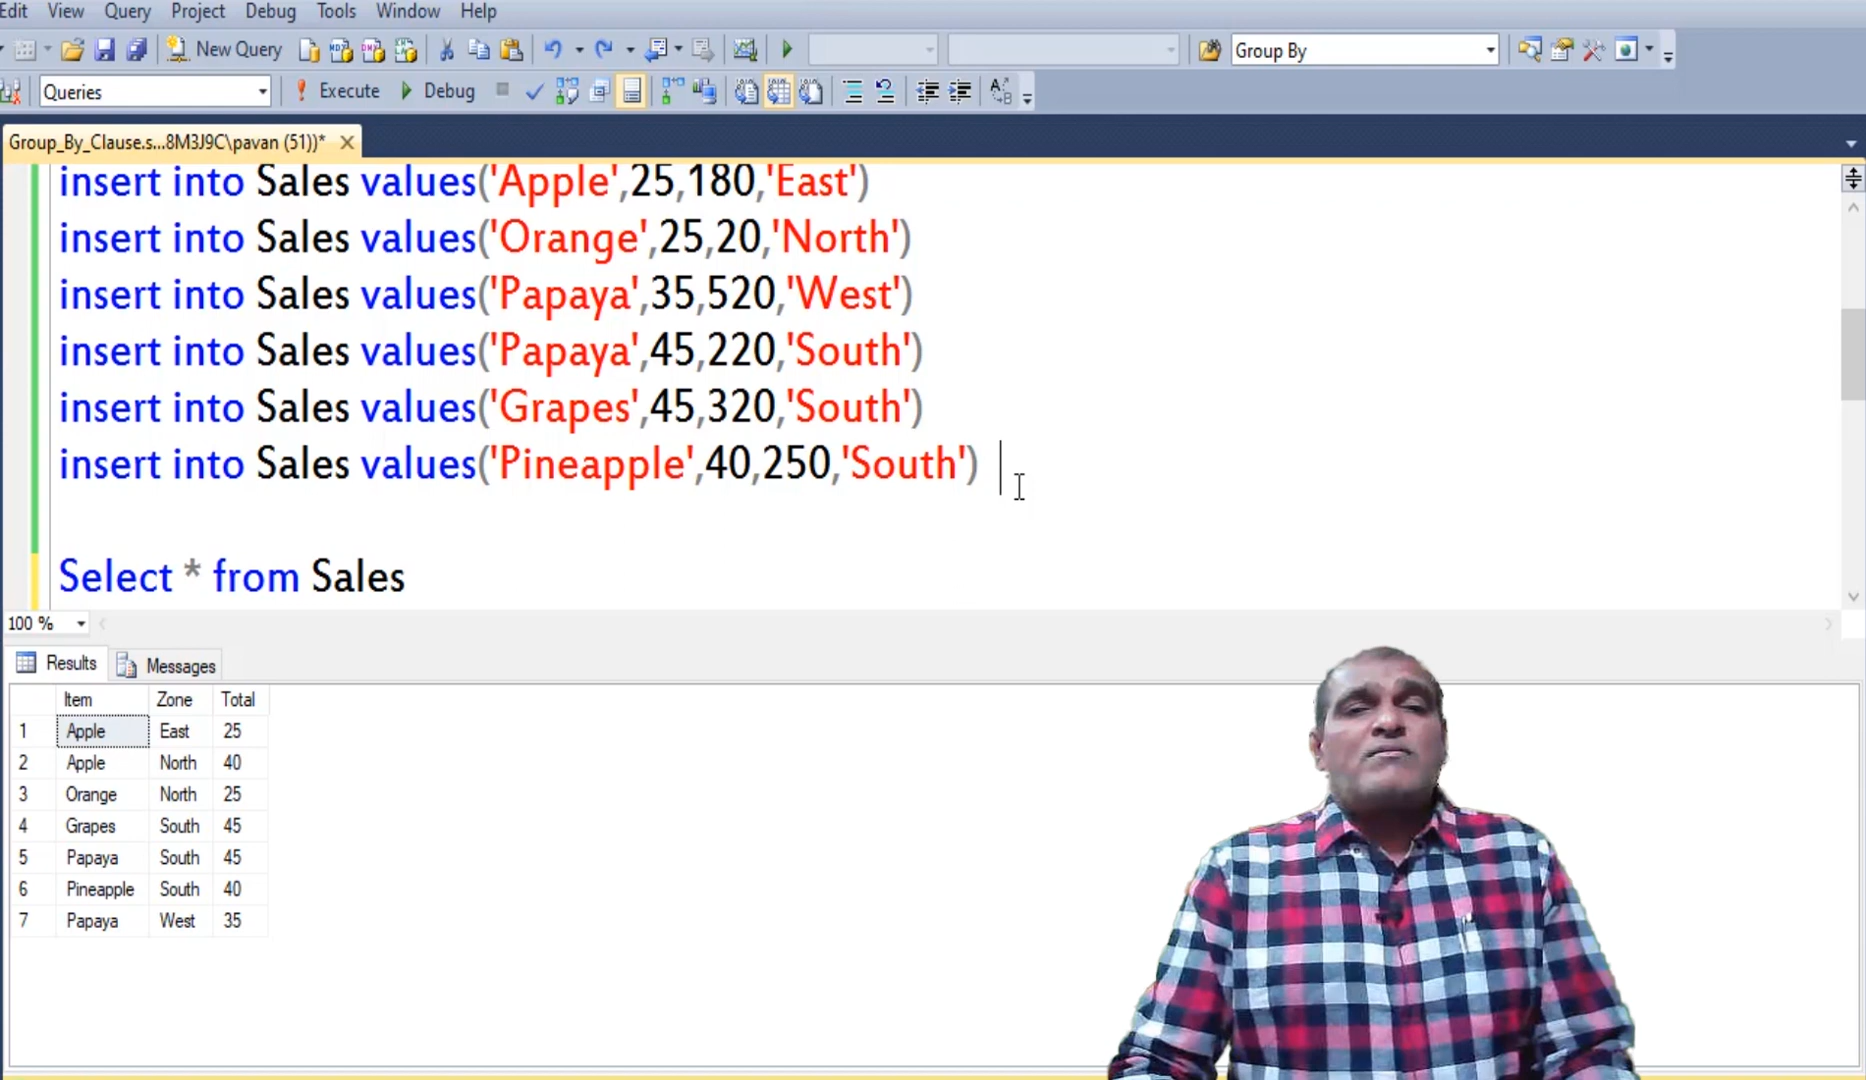 Edit View Query Project Debug Tools Window Help
New Query Group By
Queries Execute Debug
Group_By_Clause.s...8M3J9C\pavan (51))*
insert into Sales values('Apple',25,180,'East')
insert into Sales values('Orange',25,20,'North')
insert into Sales values('Papaya',35,520,'West')
insert into Sales values('Papaya',45,220,'South')
insert into Sales values('Grapes',45,320,'South')
insert into Sales values('Pineapple',40,250,'South')
Select * from Sales
100 %
Results Messages
Item Zone Total
1 Apple East 25
2 Apple North 40
3 Orange North 25
4 Grapes South 45
5 Papaya South 45
6 Pineapple South 40
7 Papaya West 35